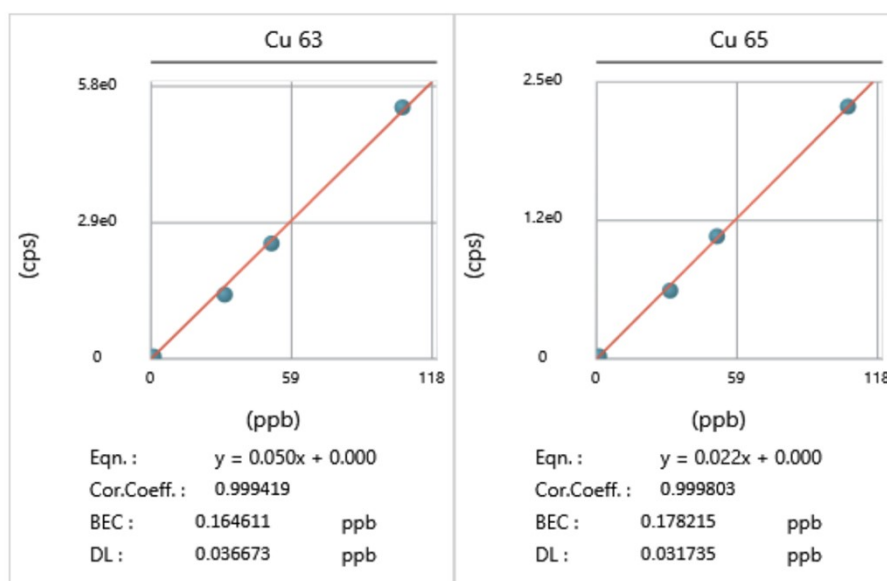 Cu 63
5.8e0
2.9e0
0
(cps)
0 59 118
(ppb)
Eqn. : y = 0.050x + 0.000
Cor.Coeff. : 0.999419
BEC : 0.164611 ppb
DL : 0.036673 ppb
Cu 65
2.5e0
1.2e0
0
(cps)
0 59 118
(ppb)
Eqn. : y = 0.022x + 0.000
Cor.Coeff. : 0.999803
BEC : 0.178215 ppb
DL : 0.031735 ppb